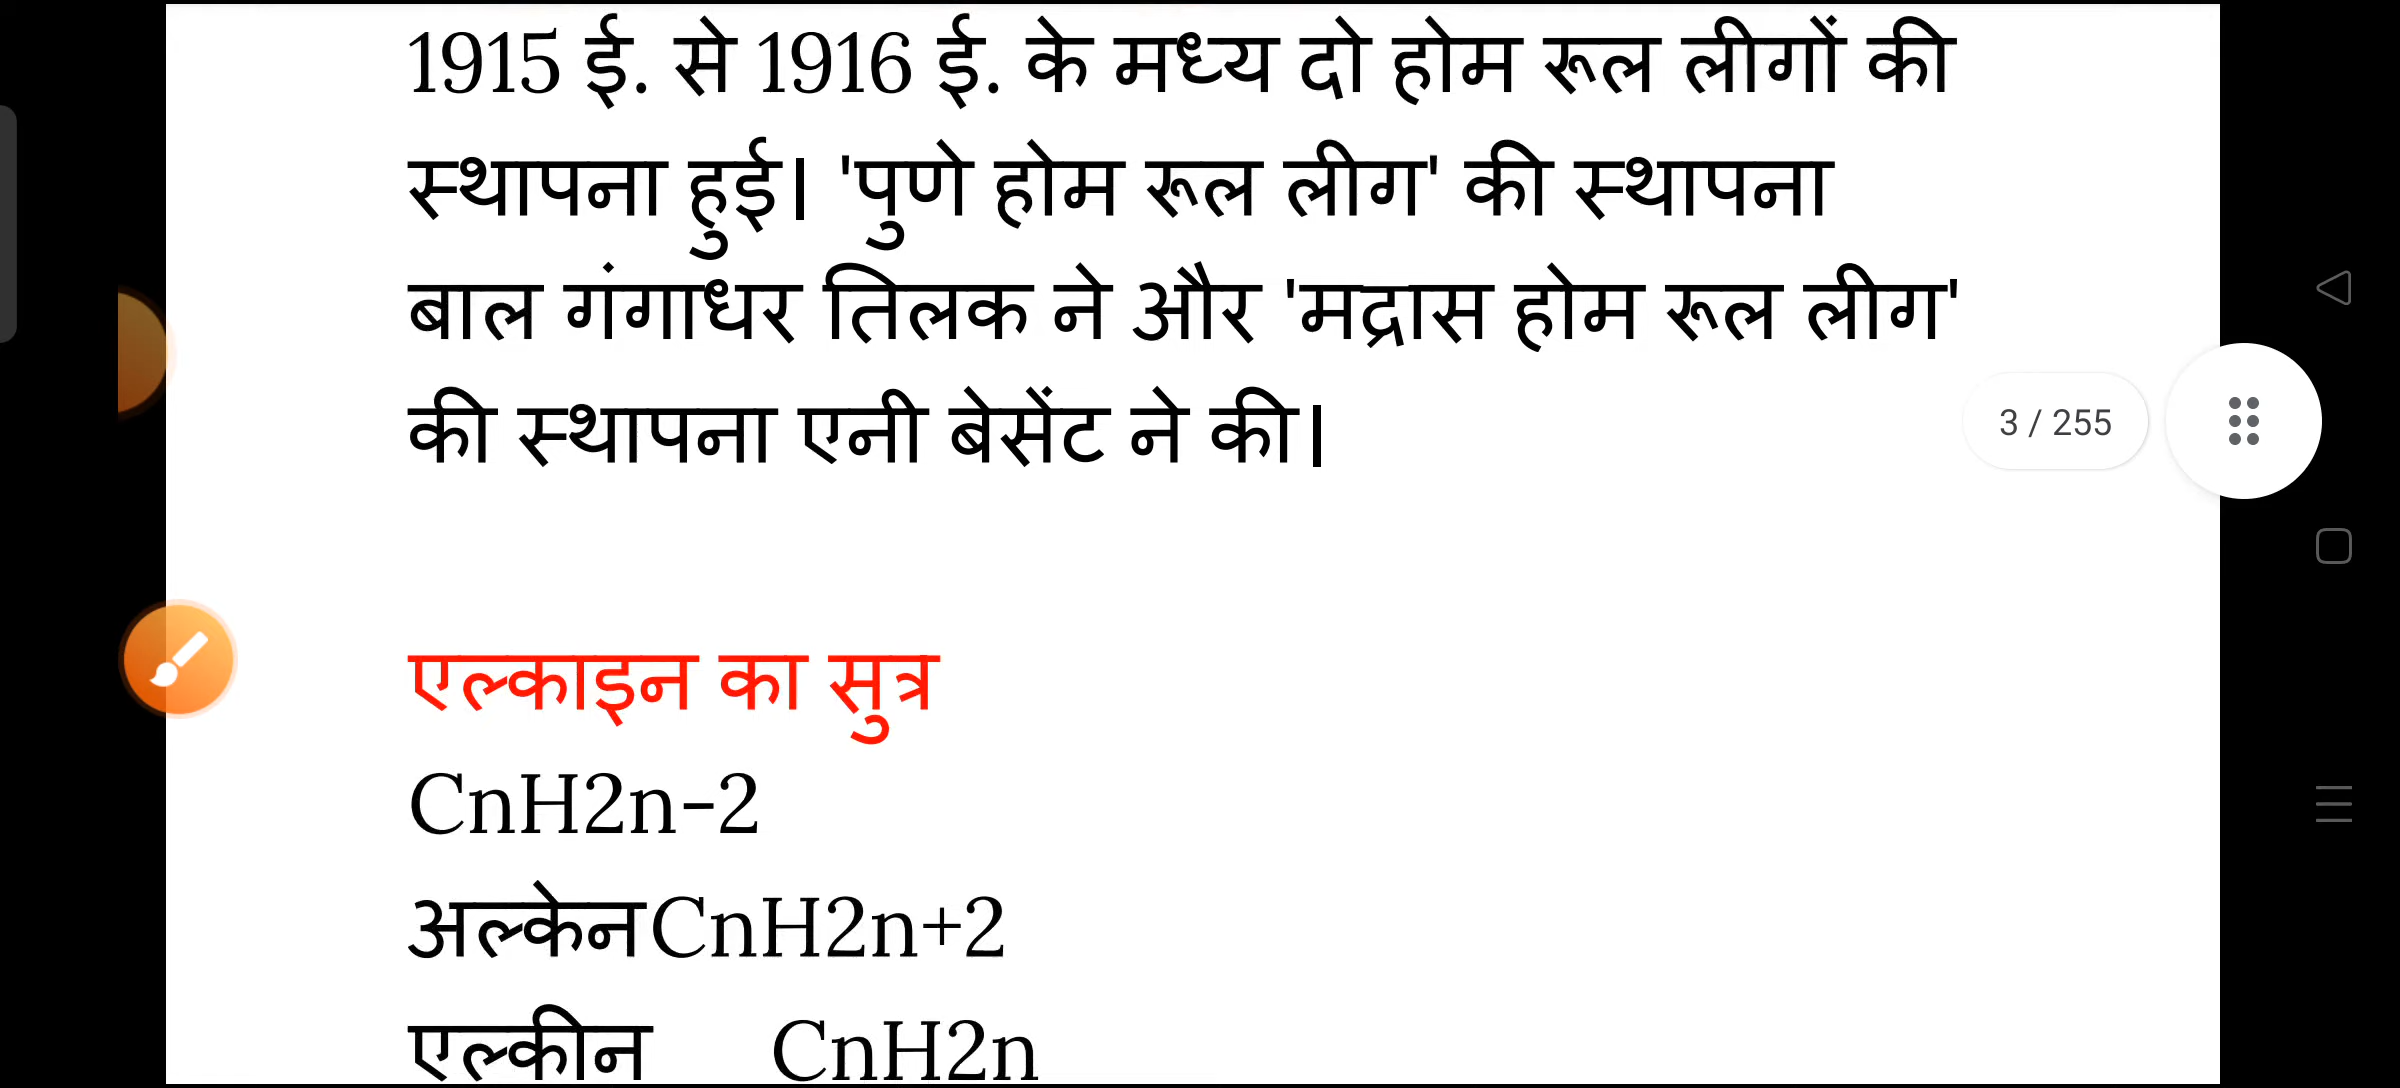 1915 ई. से 1916 ई. के मध्य दो होम रूल लीगों की
स्थापना हुई। 'पुणे होम रूल लीग' की स्थापना
बाल गंगाधर तिलक ने और 'मद्रास होम रूल लीग'
की स्थापना एनी बेसेंट ने की।
3 / 255
एल्काइन का सुत्र
CnH2n-2
अल्केनCnH2n+2
एल्कीन CnH2n